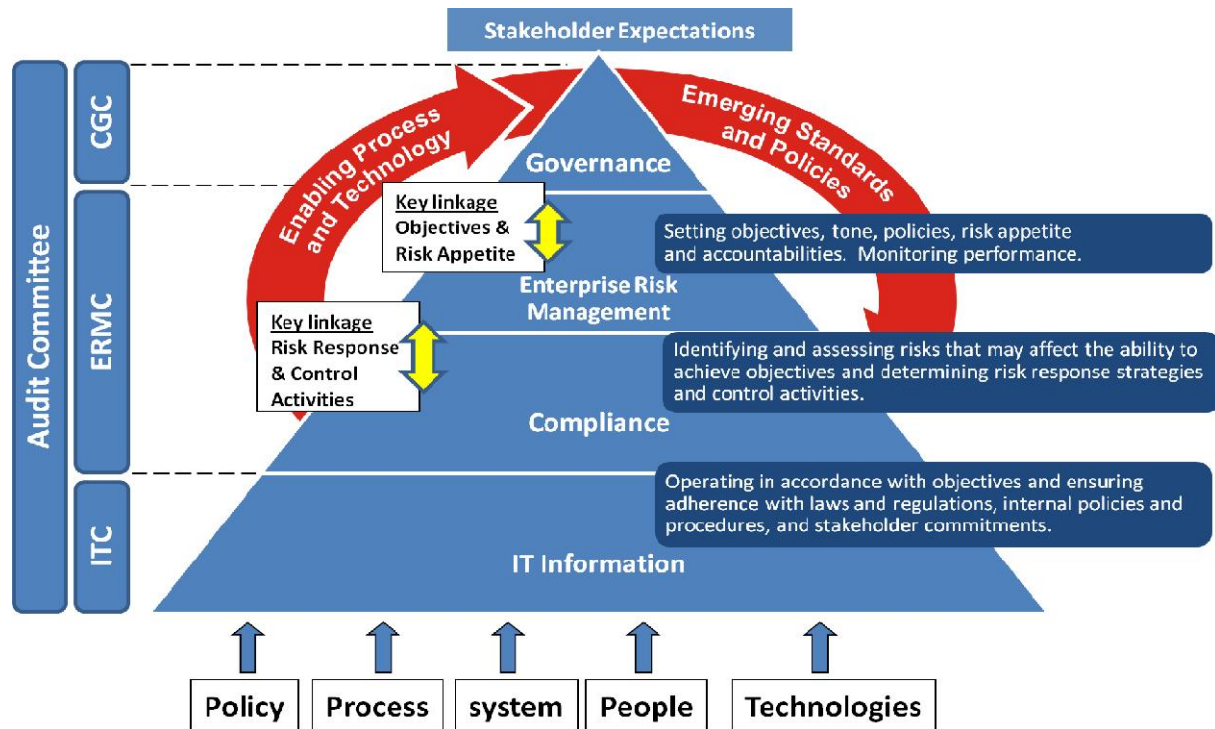 Stakeholder Expectations
Audit Committee
CGC
ERMC
ITC
Enabling Process
and Technology
Emerging Standards
and Policies
Governance
Key linkage
Objectives &
Risk Appetite
Setting objectives, tone, policies, risk appetite
and accountabilities.  Monitoring performance.
Enterprise Risk
Management
Key linkage
Risk Response
& Control
Activities
Identifying and assessing risks that may affect the ability to
achieve objectives and determining risk response strategies
and control activities.
Compliance
Operating in accordance with objectives and ensuring
adherence with laws and regulations, internal policies and
procedures, and stakeholder commitments.
IT Information
Policy
Process
system
People
Technologies